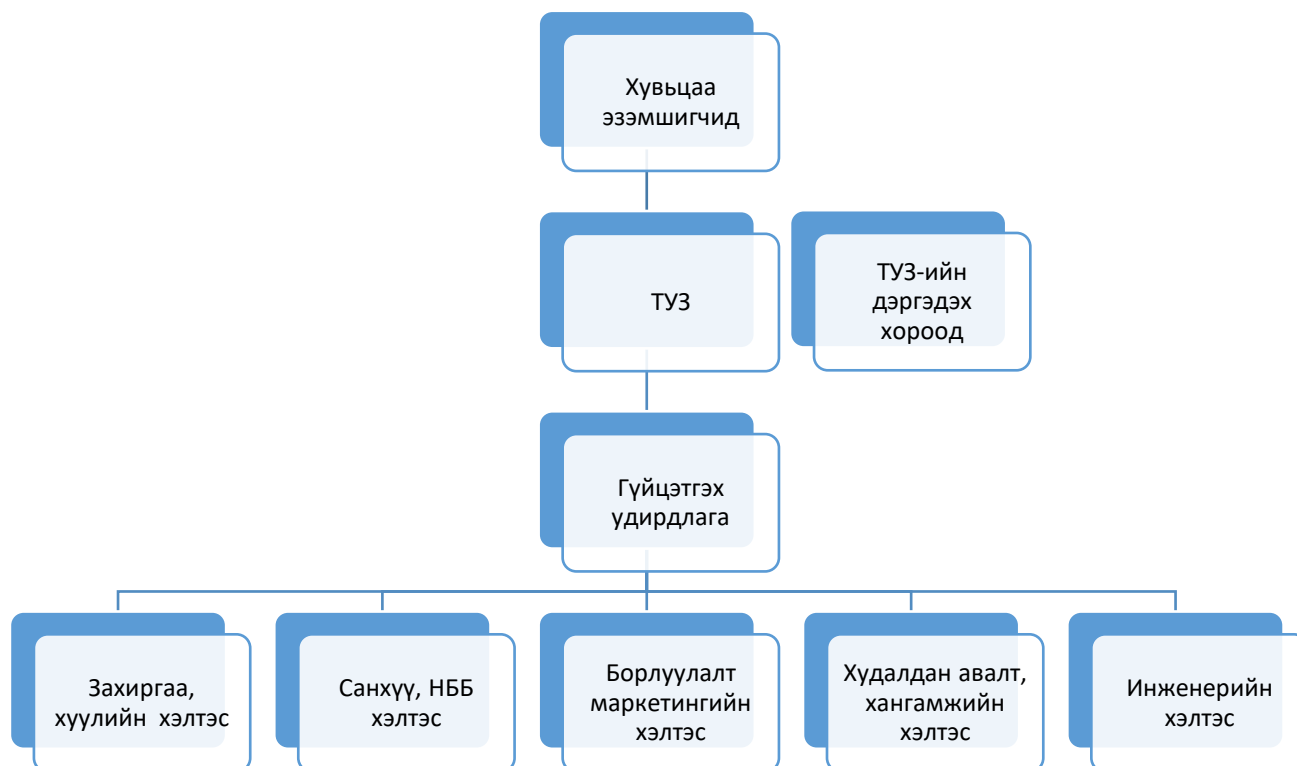 Хувьцаа
эзэмшигчид
ТУЗ
ТУЗ-ийн
дэргэдэх
хороод
Гүйцэтгэх
удирдлага
Захиргаа,
хуулийн хэлтэс
Санхүү, НББ
хэлтэс
Борлуулалт
маркетингийн
хэлтэс
Худалдан авалт,
хангамжийн
хэлтэс
Инженерийн
хэлтэс